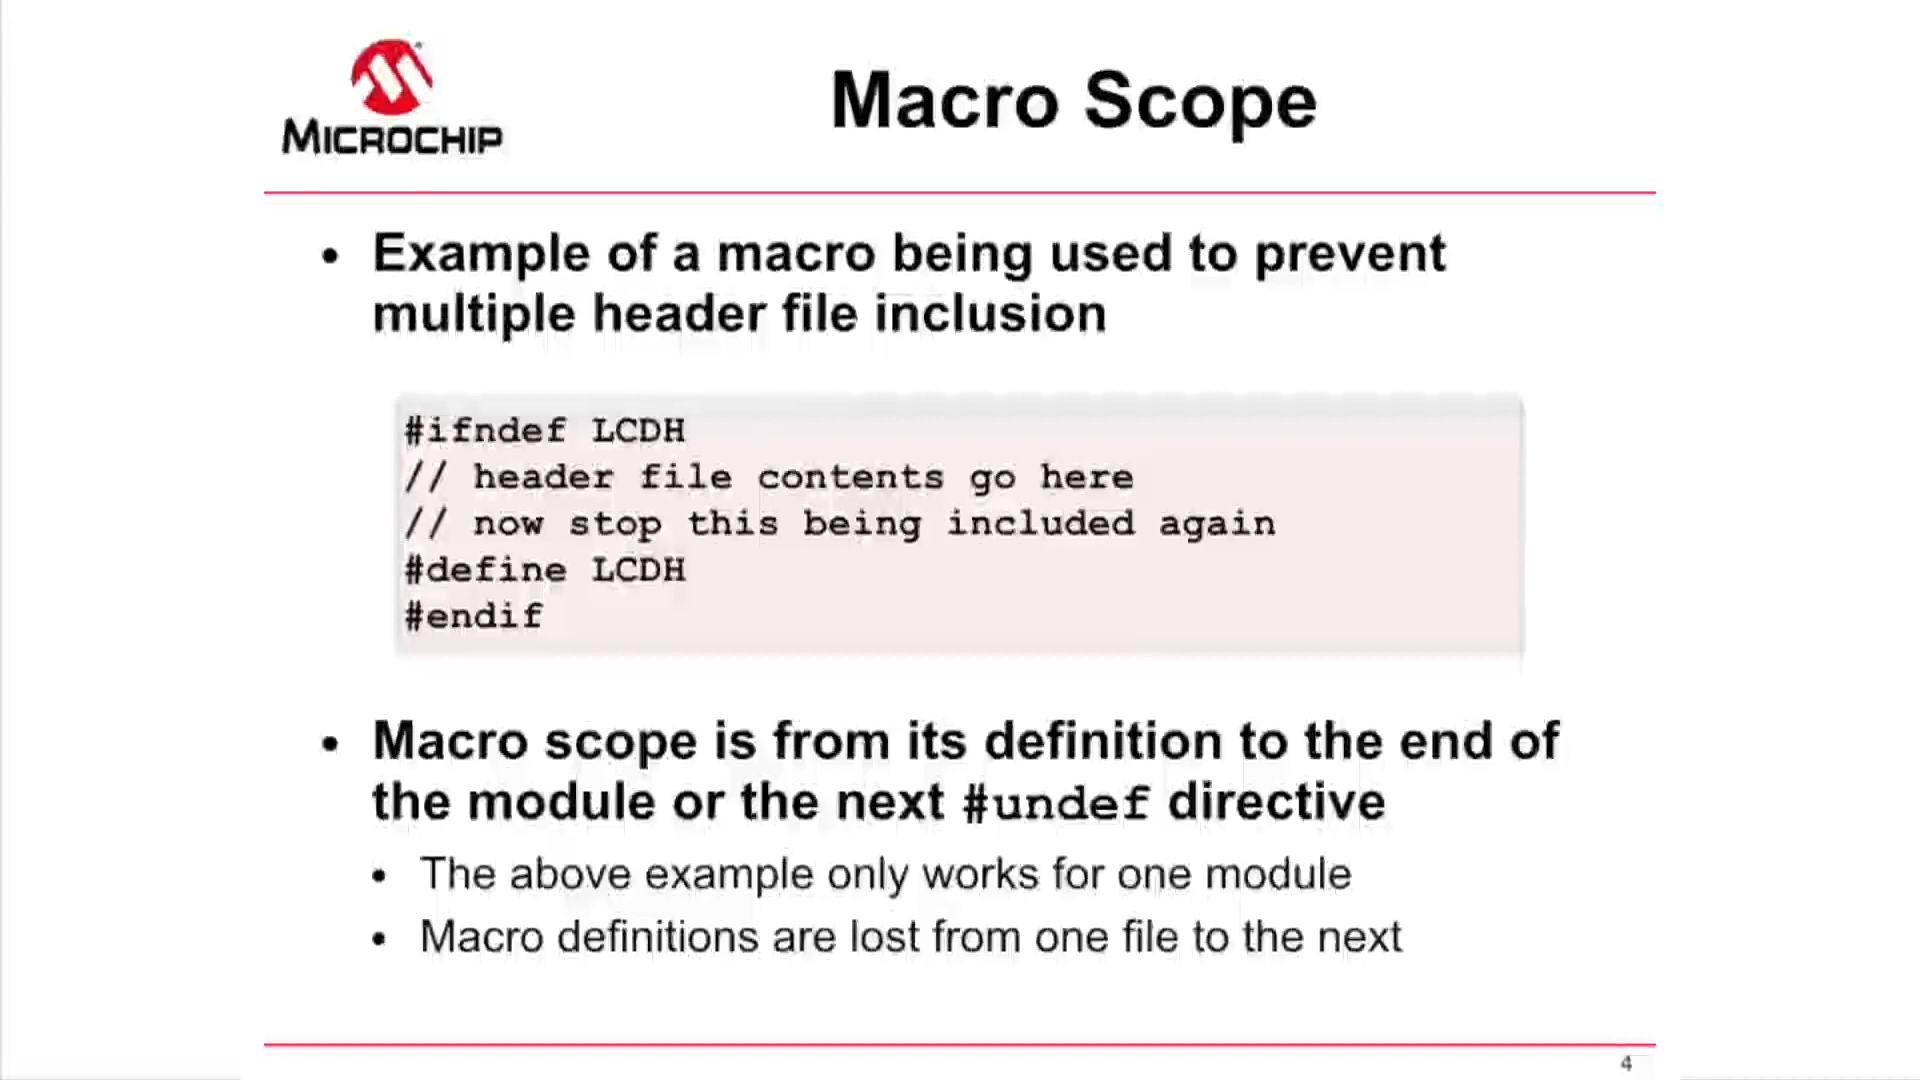 MICROCHIP
Macro Scope
• Example of a macro being used to prevent
multiple header file inclusion
#ifndef LCDH
// header file contents go here
// now stop this being included again
#define LCDH
#endif
• Macro scope is from its definition to the end of
the module or the next #undef directive
• The above example only works for one module
• Macro definitions are lost from one file to the next
4